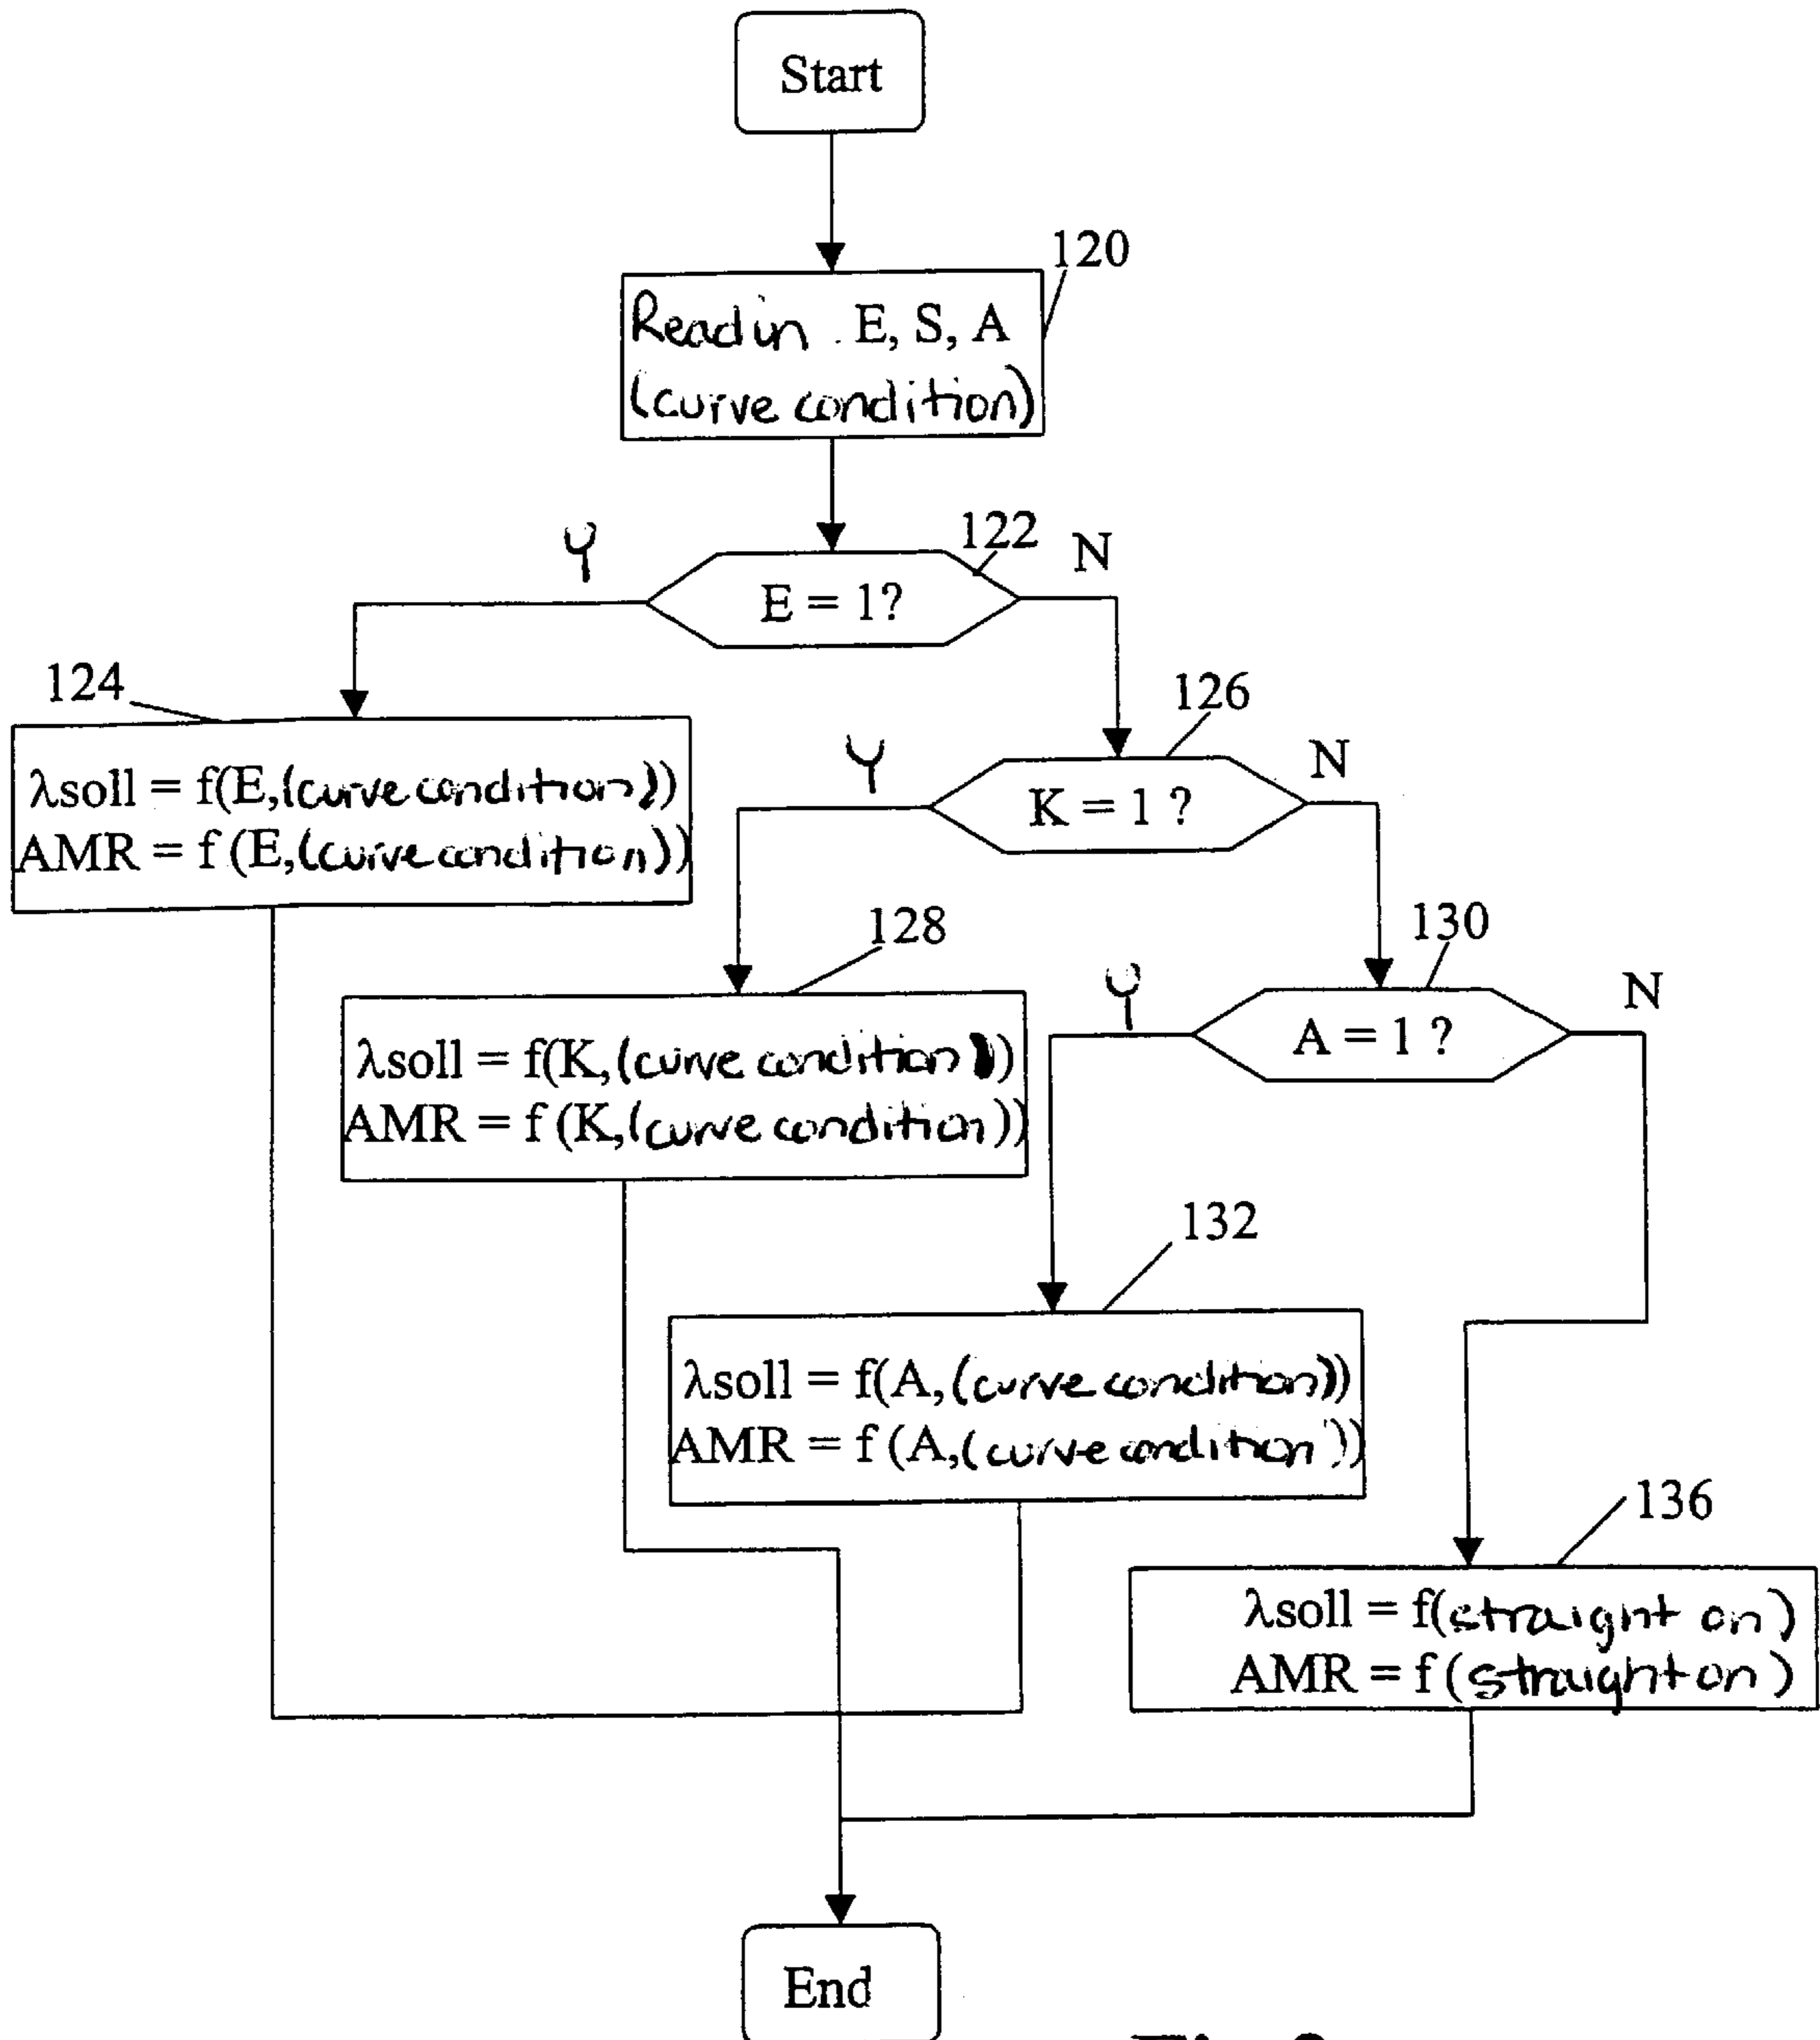 Start
120
Read in E, S, A
(curve condition)
Y
122
N
E = 1?
124
126
λsoll = f(E,(curve condition))
AMR = f (E,(curve condition))
Y
N
K = 1 ?
128
130
λsoll = f(K,(curve condition))
AMR = f (K,(curve condition))
Y
N
A = 1 ?
132
λsoll = f(A,(curve condition))
AMR = f (A,(curve condition))
136
λsoll = f(straight on)
AMR = f (straight on)
End